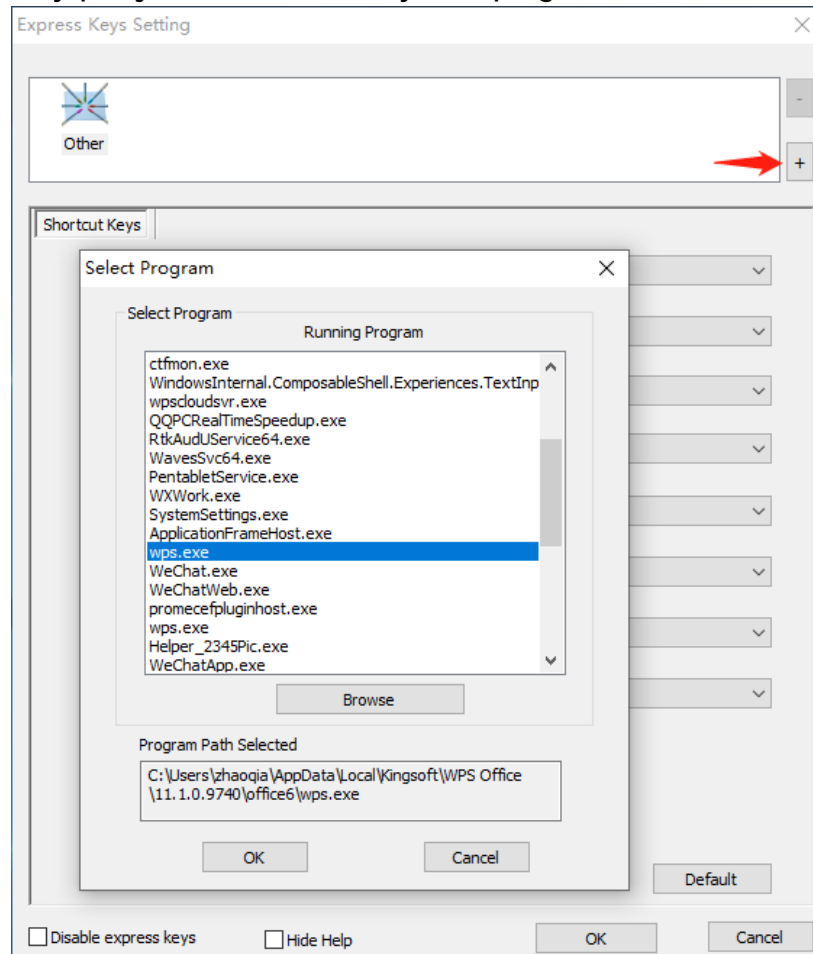 Express Keys Setting
-
Other
+
Shortcut Keys
Select Program
Select Program
Running Program
ctfmon.exe
WindowsInternal.ComposableShell.Experiences.TextInp
wpscloudsvr.exe
QQPCRealTimeSpeedup.exe
RtkAudUService64.exe
WavesSvc64.exe
PentabletService.exe
WXWork.exe
SystemSettings.exe
ApplicationFrameHost.exe
wps.exe
WeChat.exe
WeChatWeb.exe
promecefpluginhost.exe
wps.exe
Helper_2345Pic.exe
WeChatApp.exe
Browse
Program Path Selected
C:\Users\zhaoqia\AppData\Local\Kingsoft\WPS Office
\11.1.0.9740\office6\wps.exe
OK Cancel
Default
Disable express keys Hide Help OK Cancel